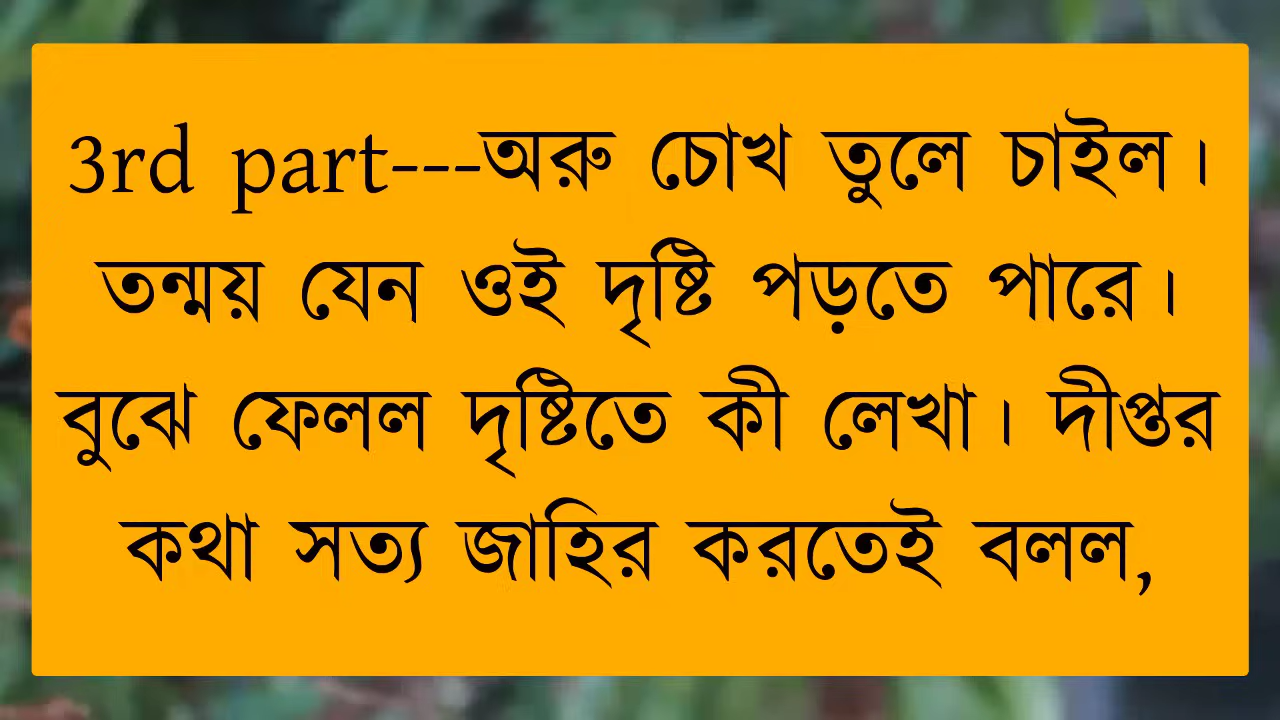 3rd part---অরু চোখ তুলে চাইল।
তন্ময় যেন ওই দৃষ্টি পড়তে পারে।
বুঝে ফেলল দৃষ্টিতে কী লেখা। দীপ্তর
কথা সত্য জাহির করতেই বলল,